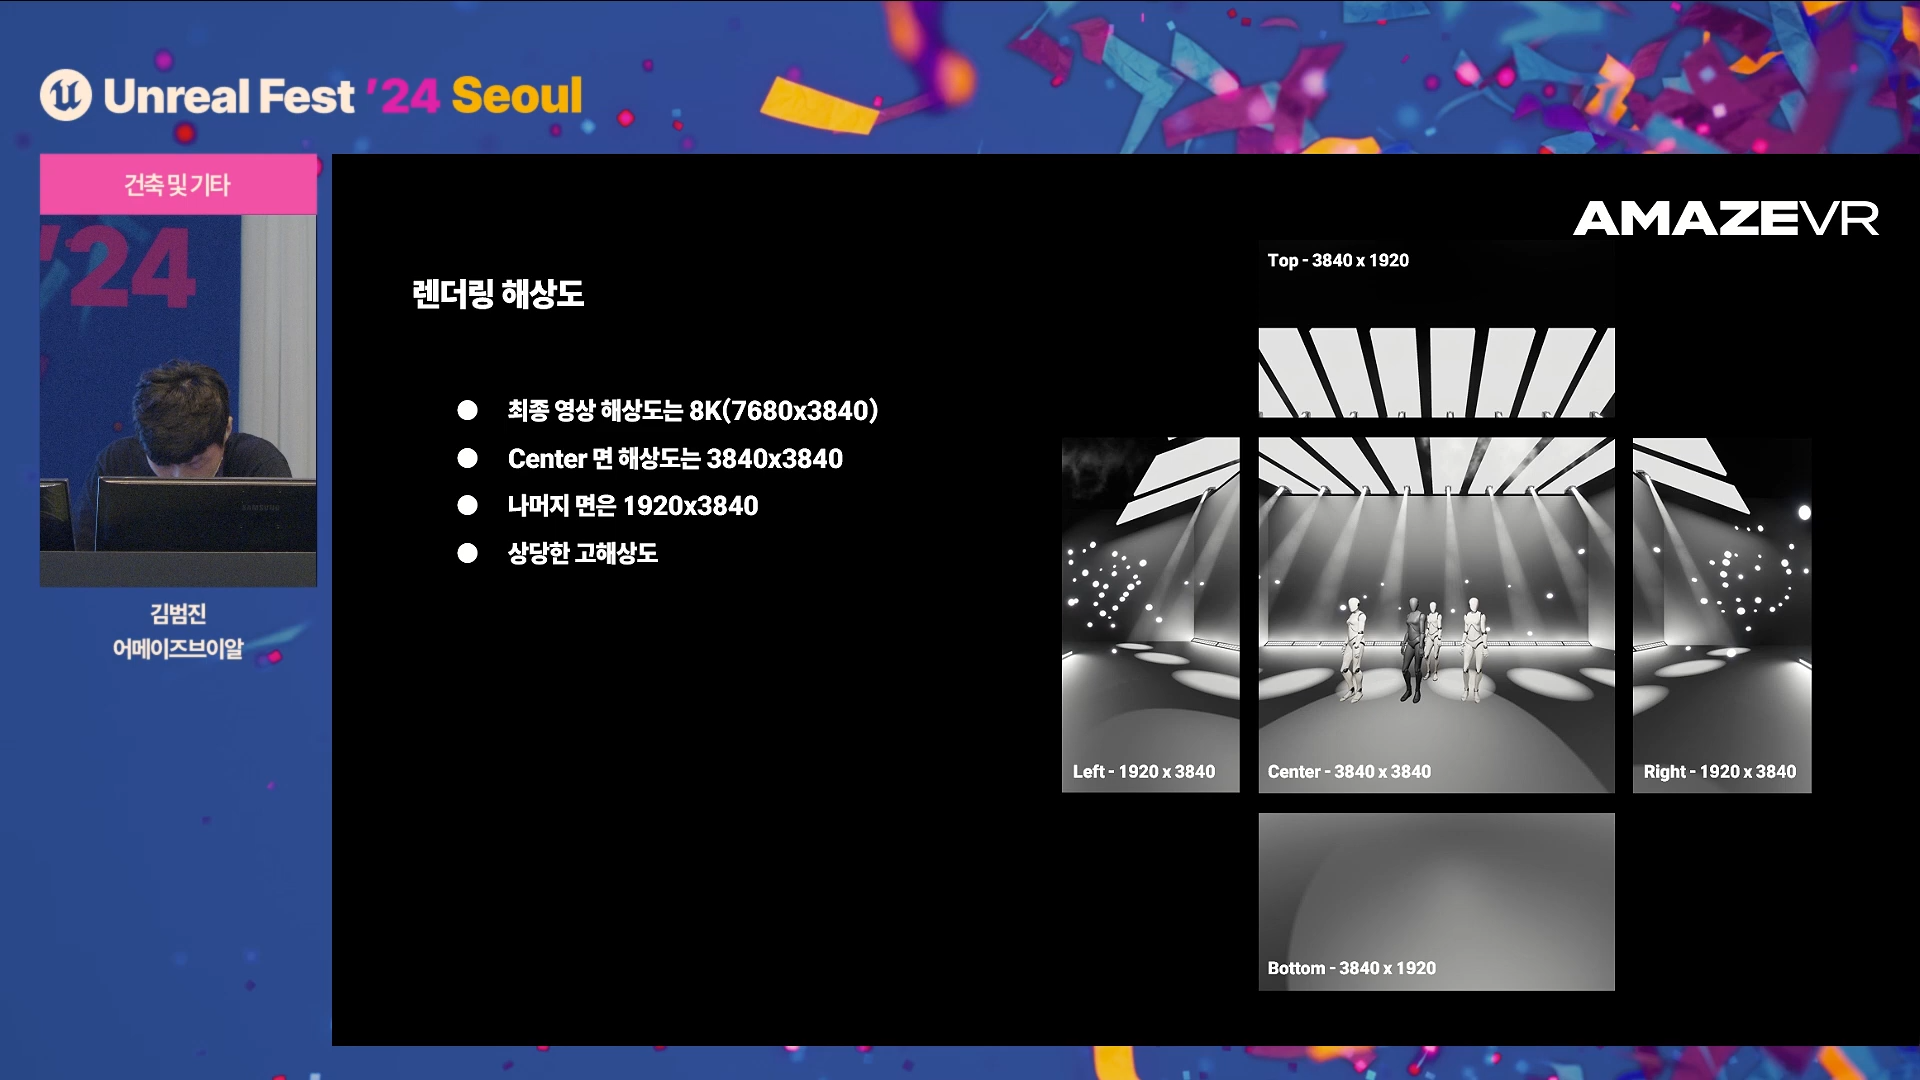 Unreal Fest '24 Seoul
건축 및 기타
'24
SAMSUNG
김범진
어메이즈브이알
AMAZEVR
렌더링 해상도
최종 영상 해상도는 8K(7680x3840)
Center 면 해상도는 3840x3840
나머지 면은 1920x3840
상당한 고해상도
Top - 3840 x 1920
Left - 1920 x 3840
Center - 3840 x 3840
Right - 1920 x 3840
Bottom - 3840 x 1920